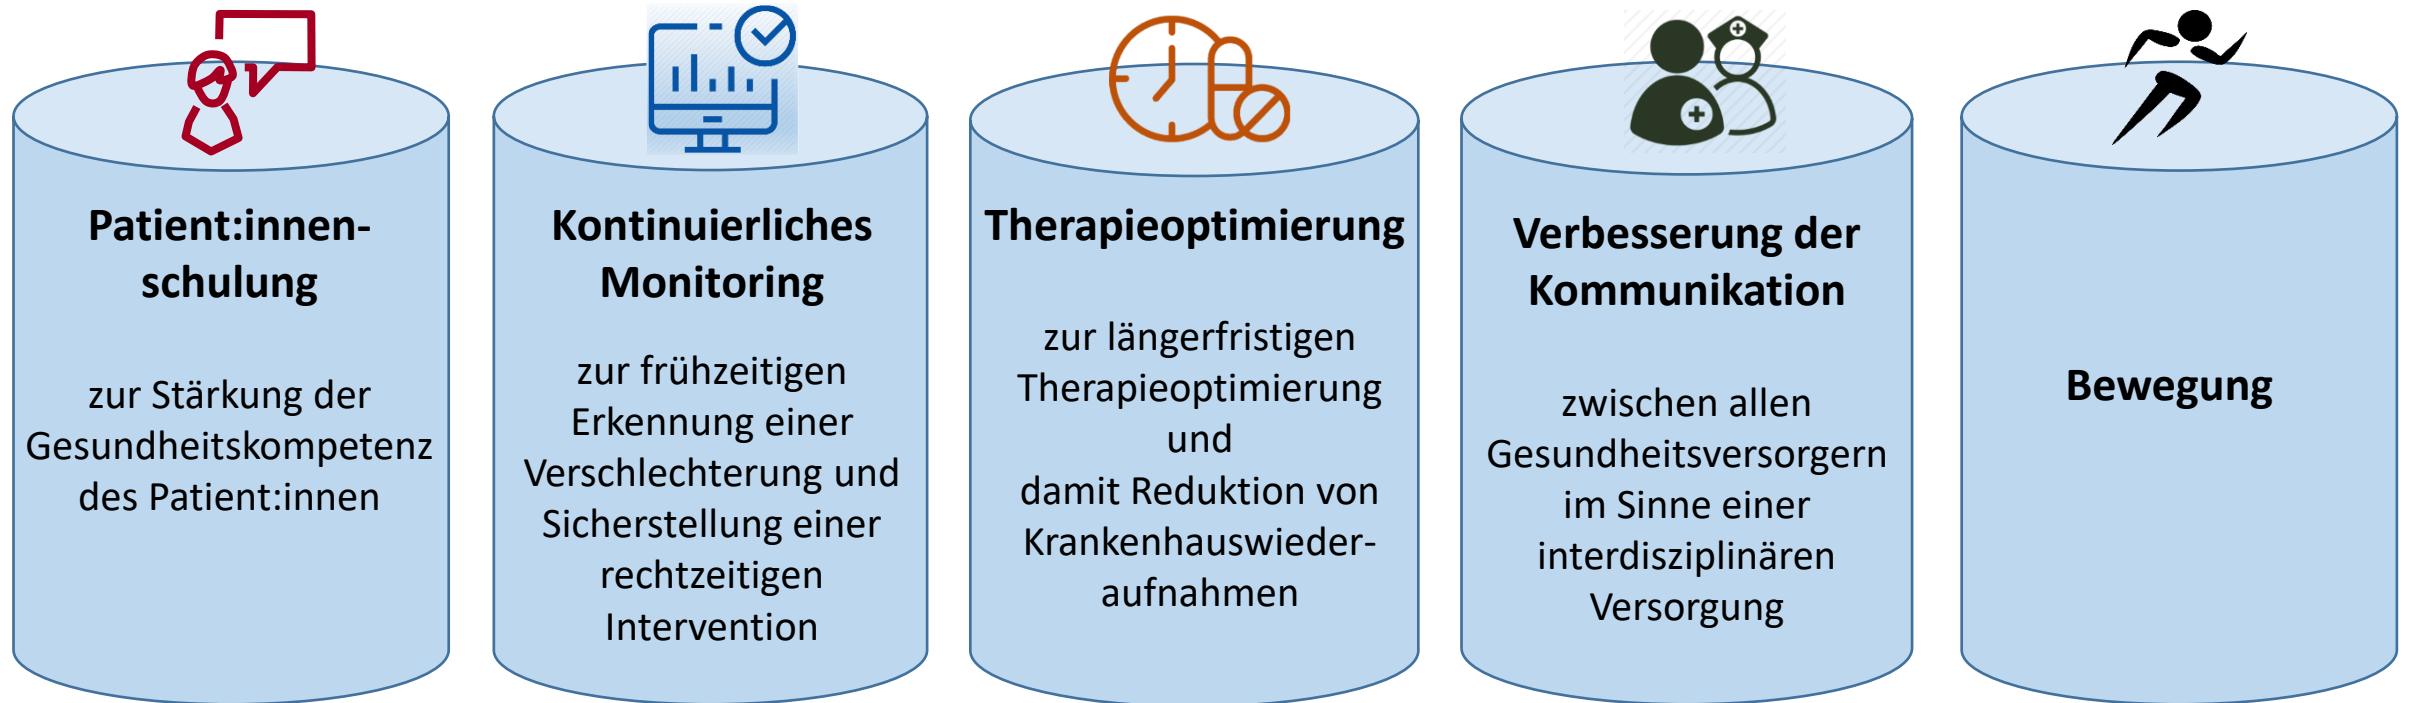 Patient:innen-
schulung
zur Stärkung der
Gesundheitskompetenz
des Patient:innen
Kontinuierliches
Monitoring
zur frühzeitigen
Erkennung einer
Verschlechterung und
Sicherstellung einer
rechtzeitigen
Intervention
Therapieoptimierung
zur längerfristigen
Therapieoptimierung
und
damit Reduktion von
Krankenhauswieder-
aufnahmen
Verbesserung der
Kommunikation
zwischen allen
Gesundheitsversorgern
im Sinne einer
interdisziplinären
Versorgung
Bewegung